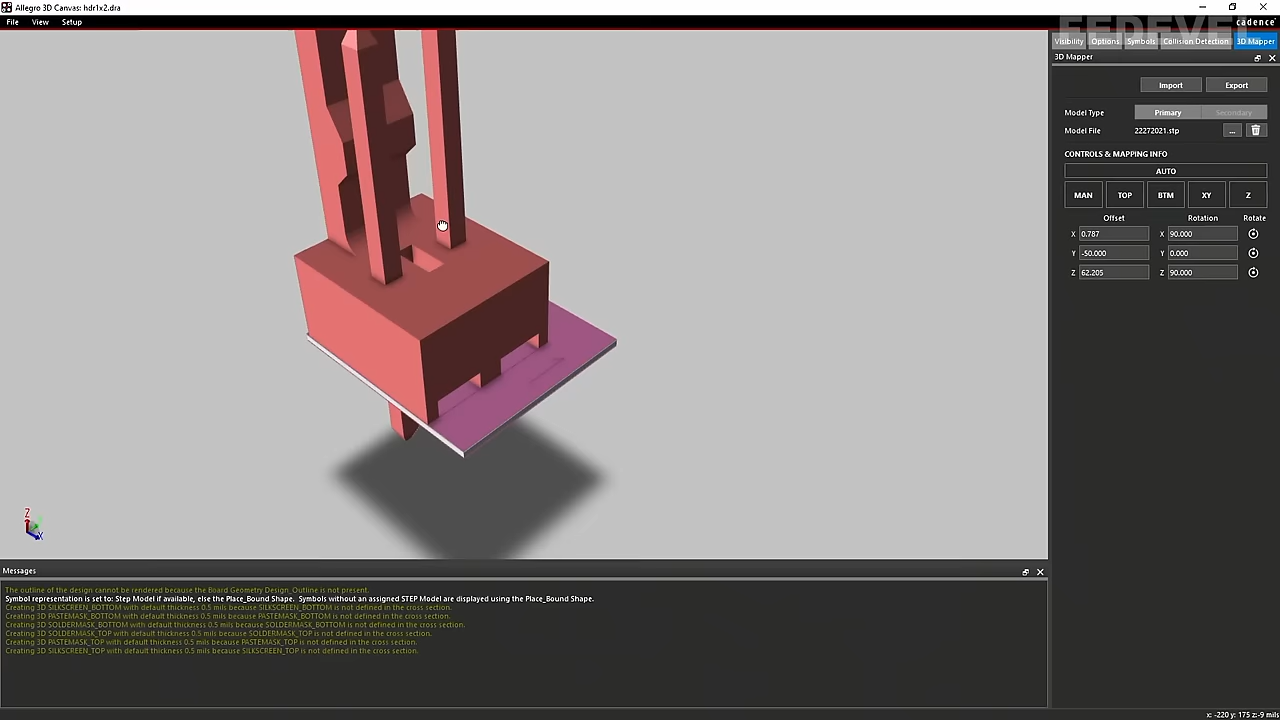 Allegro 3D Canvas: hdr1x2.dra
File View Setup
FEDEVEL
cadence
Visibility Options Symbols Collision Detection 3D Mapper
3D Mapper
Import Export
Model Type Primary Secondary
Model File 22272021.stp ...
CONTROLS & MAPPING INFO
AUTO
MAN TOP BTM XY Z
Offset Rotation Rotate
X 0.787 X 90.000
Y -50.000 Y 0.000
Z 62.205 Z 90.000
Z
X
Messages
The outline of the design cannot be rendered because the Board Geometry Design_Outline is not present.
Symbol representation is set to: Step Model if available, else the Place_Bound Shape. Symbols without an assigned STEP Model are displayed using the Place_Bound Shape.
Creating 3D SILKSCREEN_BOTTOM with default thickness 0.5 mils because SILKSCREEN_BOTTOM is not defined in the cross section.
Creating 3D PASTEMASK_BOTTOM with default thickness 0.5 mils because PASTEMASK_BOTTOM is not defined in the cross section.
Creating 3D SOLDERMASK_BOTTOM with default thickness 0.5 mils because SOLDERMASK_BOTTOM is not defined in the cross section.
Creating 3D SOLDERMASK_TOP with default thickness 0.5 mils because SOLDERMASK_TOP is not defined in the cross section.
Creating 3D PASTEMASK_TOP with default thickness 0.5 mils because PASTEMASK_TOP is not defined in the cross section.
Creating 3D SILKSCREEN_TOP with default thickness 0.5 mils because SILKSCREEN_TOP is not defined in the cross section.
x: -220 y: 175 z:-9 mils